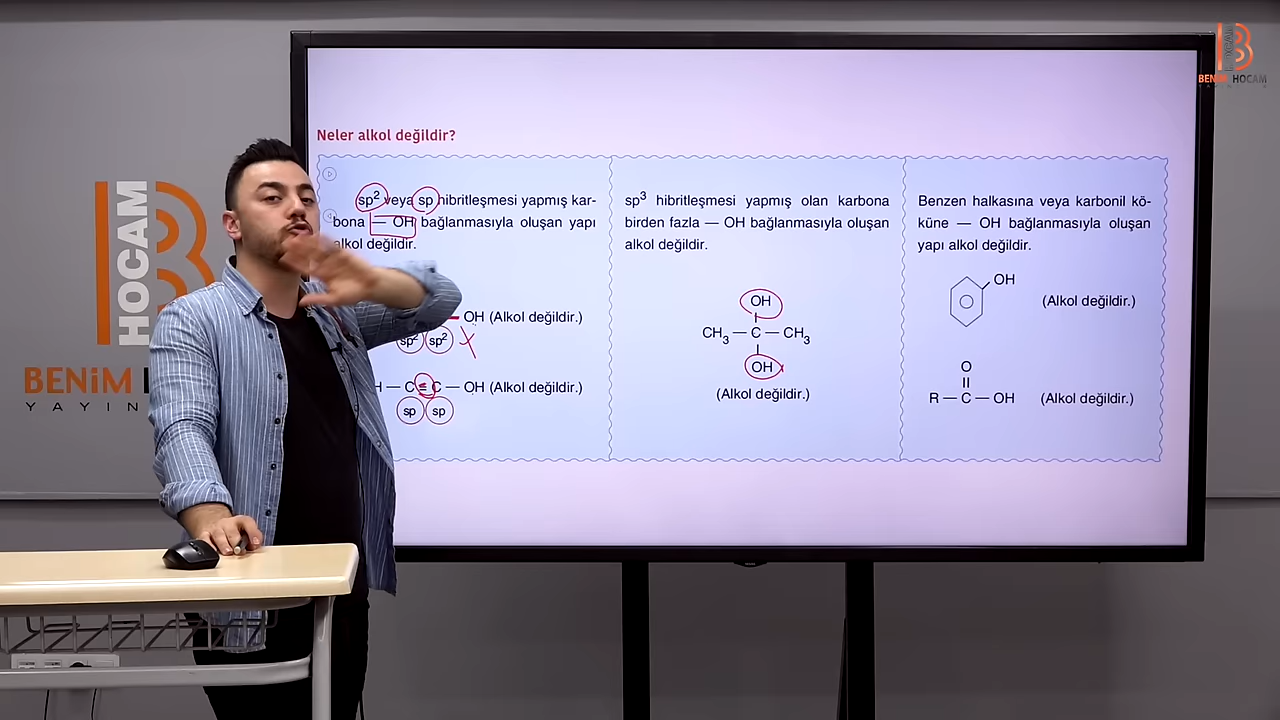 BENİM HOCAM
HOCAM
BENİM
YAYIN
Neler alkol değildir?
sp² veya sp hibritleşmesi yapmış kar-
bona — OH bağlanmasıyla oluşan yapı
alkol değildir.
OH (Alkol değildir.)
sp² sp²
H — C ≡ C — OH (Alkol değildir.)
sp sp
sp³ hibritleşmesi yapmış olan karbona
birden fazla — OH bağlanmasıyla oluşan
alkol değildir.
OH
CH₃ — C — CH₃
OH
(Alkol değildir.)
Benzen halkasına veya karbonil kö-
küne — OH bağlanmasıyla oluşan
yapı alkol değildir.
OH
(Alkol değildir.)
O
R — C — OH (Alkol değildir.)